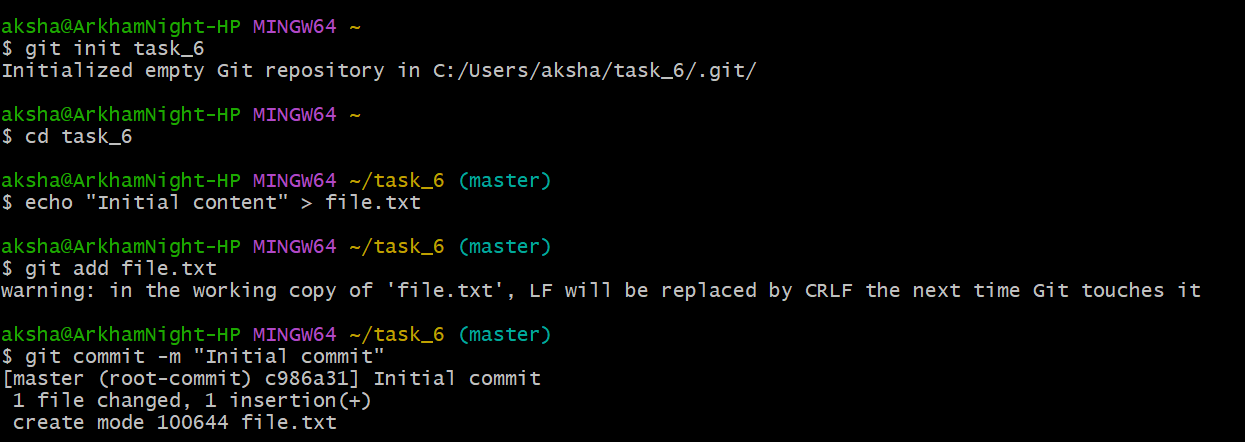 aksha@ArkhamNight-HP MINGW64 ~
$ git init task_6
Initialized empty Git repository in C:/Users/aksha/task_6/.git/
aksha@ArkhamNight-HP MINGW64 ~
$ cd task_6
aksha@ArkhamNight-HP MINGW64 ~/task_6 (master)
$ echo "Initial content" > file.txt
aksha@ArkhamNight-HP MINGW64 ~/task_6 (master)
$ git add file.txt
warning: in the working copy of 'file.txt', LF will be replaced by CRLF the next time Git touches it
aksha@ArkhamNight-HP MINGW64 ~/task_6 (master)
$ git commit -m "Initial commit"
[master (root-commit) c986a31] Initial commit
 1 file changed, 1 insertion(+)
 create mode 100644 file.txt